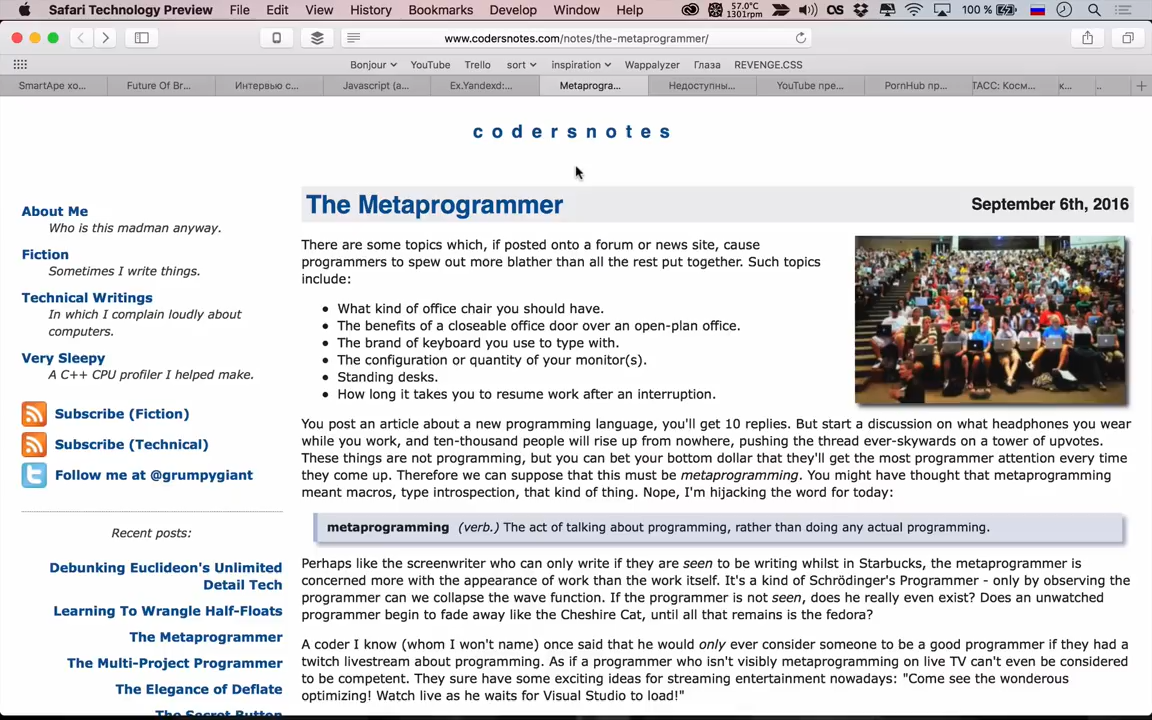 Safari Technology Preview File Edit View History Bookmarks Develop Window Help 57.0°C 1301rpm 100 %
www.codersnotes.com/notes/the-metaprogrammer/
Bonjour YouTube Trello sort inspiration Wappalyzer Глаза REVENGE.CSS
SmartApe хо... Future Of Br... Интервью с... Javascript (a... Ex.Yandexd:... Metaprogra... Недоступны... YouTube пре... PornHub пр... ТАСС: Косм... к... ..
codersnotes
The Metaprogrammer
September 6th, 2016
About Me
Who is this madman anyway.
Fiction
Sometimes I write things.
Technical Writings
In which I complain loudly about
computers.
Very Sleepy
A C++ CPU profiler I helped make.
Subscribe (Fiction)
Subscribe (Technical)
Follow me at @grumpygiant
Recent posts:
Debunking Euclideon's Unlimited
Detail Tech
Learning To Wrangle Half-Floats
The Metaprogrammer
The Multi-Project Programmer
The Elegance of Deflate
The Secret Button
There are some topics which, if posted onto a forum or news site, cause
programmers to spew out more blather than all the rest put together. Such topics
include:
• What kind of office chair you should have.
• The benefits of a closeable office door over an open-plan office.
• The brand of keyboard you use to type with.
• The configuration or quantity of your monitor(s).
• Standing desks.
• How long it takes you to resume work after an interruption.
You post an article about a new programming language, you'll get 10 replies. But start a discussion on what headphones you wear
while you work, and ten-thousand people will rise up from nowhere, pushing the thread ever-skywards on a tower of upvotes.
These things are not programming, but you can bet your bottom dollar that they'll get the most programmer attention every time
they come up. Therefore we can suppose that this must be metaprogramming. You might have thought that metaprogramming
meant macros, type introspection, that kind of thing. Nope, I'm hijacking the word for today:
metaprogramming (verb.) The act of talking about programming, rather than doing any actual programming.
Perhaps like the screenwriter who can only write if they are seen to be writing whilst in Starbucks, the metaprogrammer is
concerned more with the appearance of work than the work itself. It's a kind of Schrödinger's Programmer - only by observing the
programmer can we collapse the wave function. If the programmer is not seen, does he really even exist? Does an unwatched
programmer begin to fade away like the Cheshire Cat, until all that remains is the fedora?
A coder I know (whom I won't name) once said that he would only ever consider someone to be a good programmer if they had a
twitch livestream about programming. As if a programmer who isn't visibly metaprogramming on live TV can't even be considered
to be competent. They sure have some exciting ideas for streaming entertainment nowadays: "Come see the wonderous
optimizing! Watch live as he waits for Visual Studio to load!"